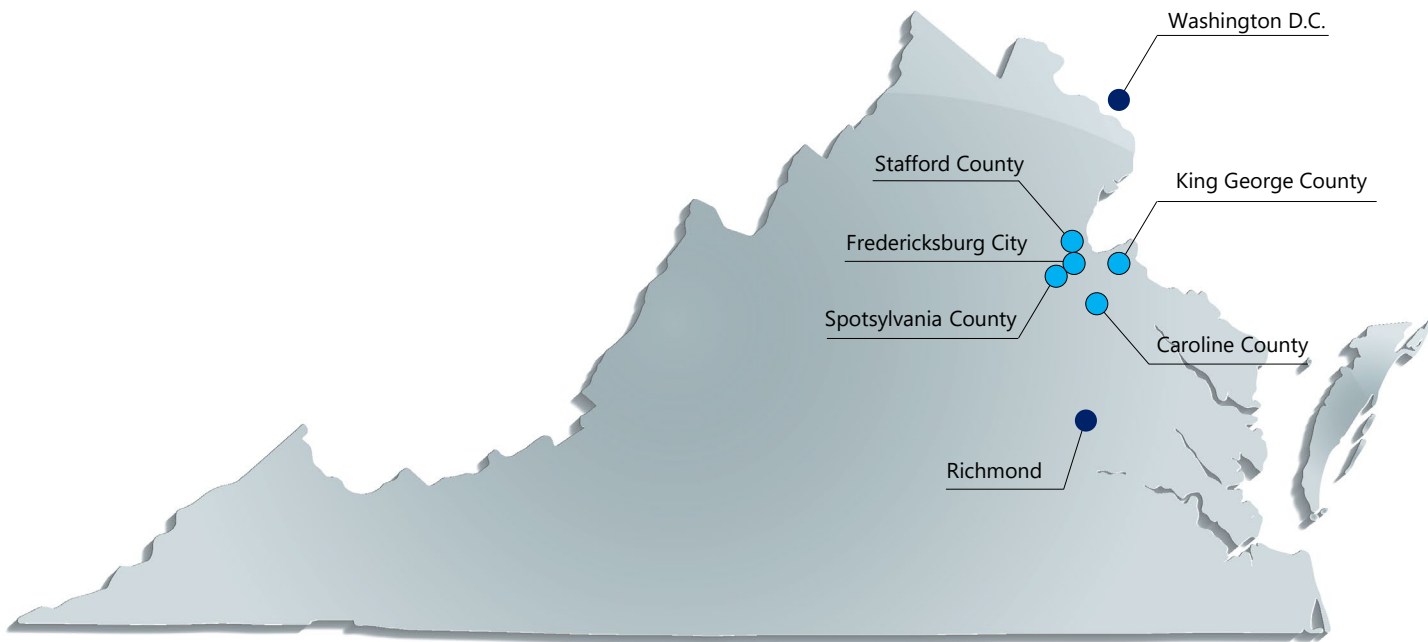 Washington D.C.
Stafford County
King George County
Fredericksburg City
Spotsylvania County
Caroline County
Richmond